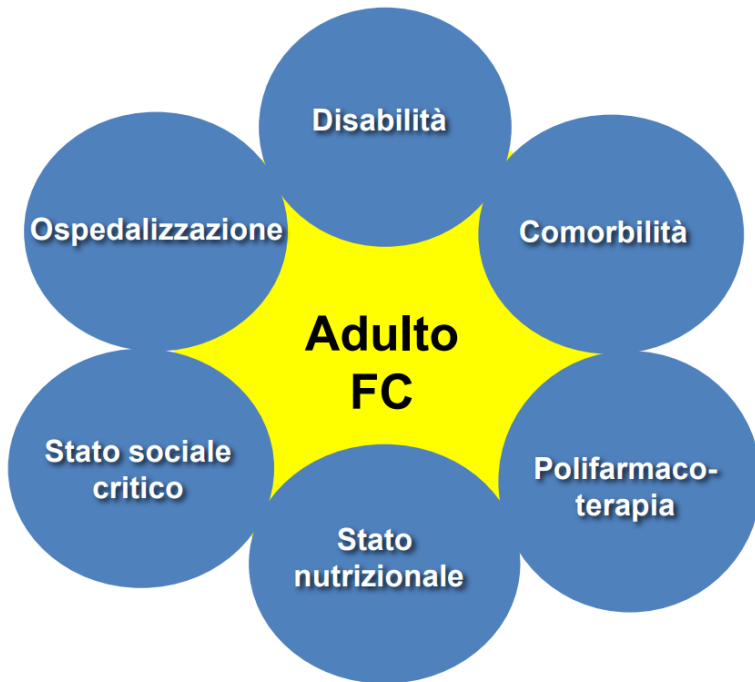 Disabilità
Ospedalizzazione
Comorbilità
Adulto
FC
Stato sociale
critico
Polifarmaco-
terapia
Stato
nutrizionale